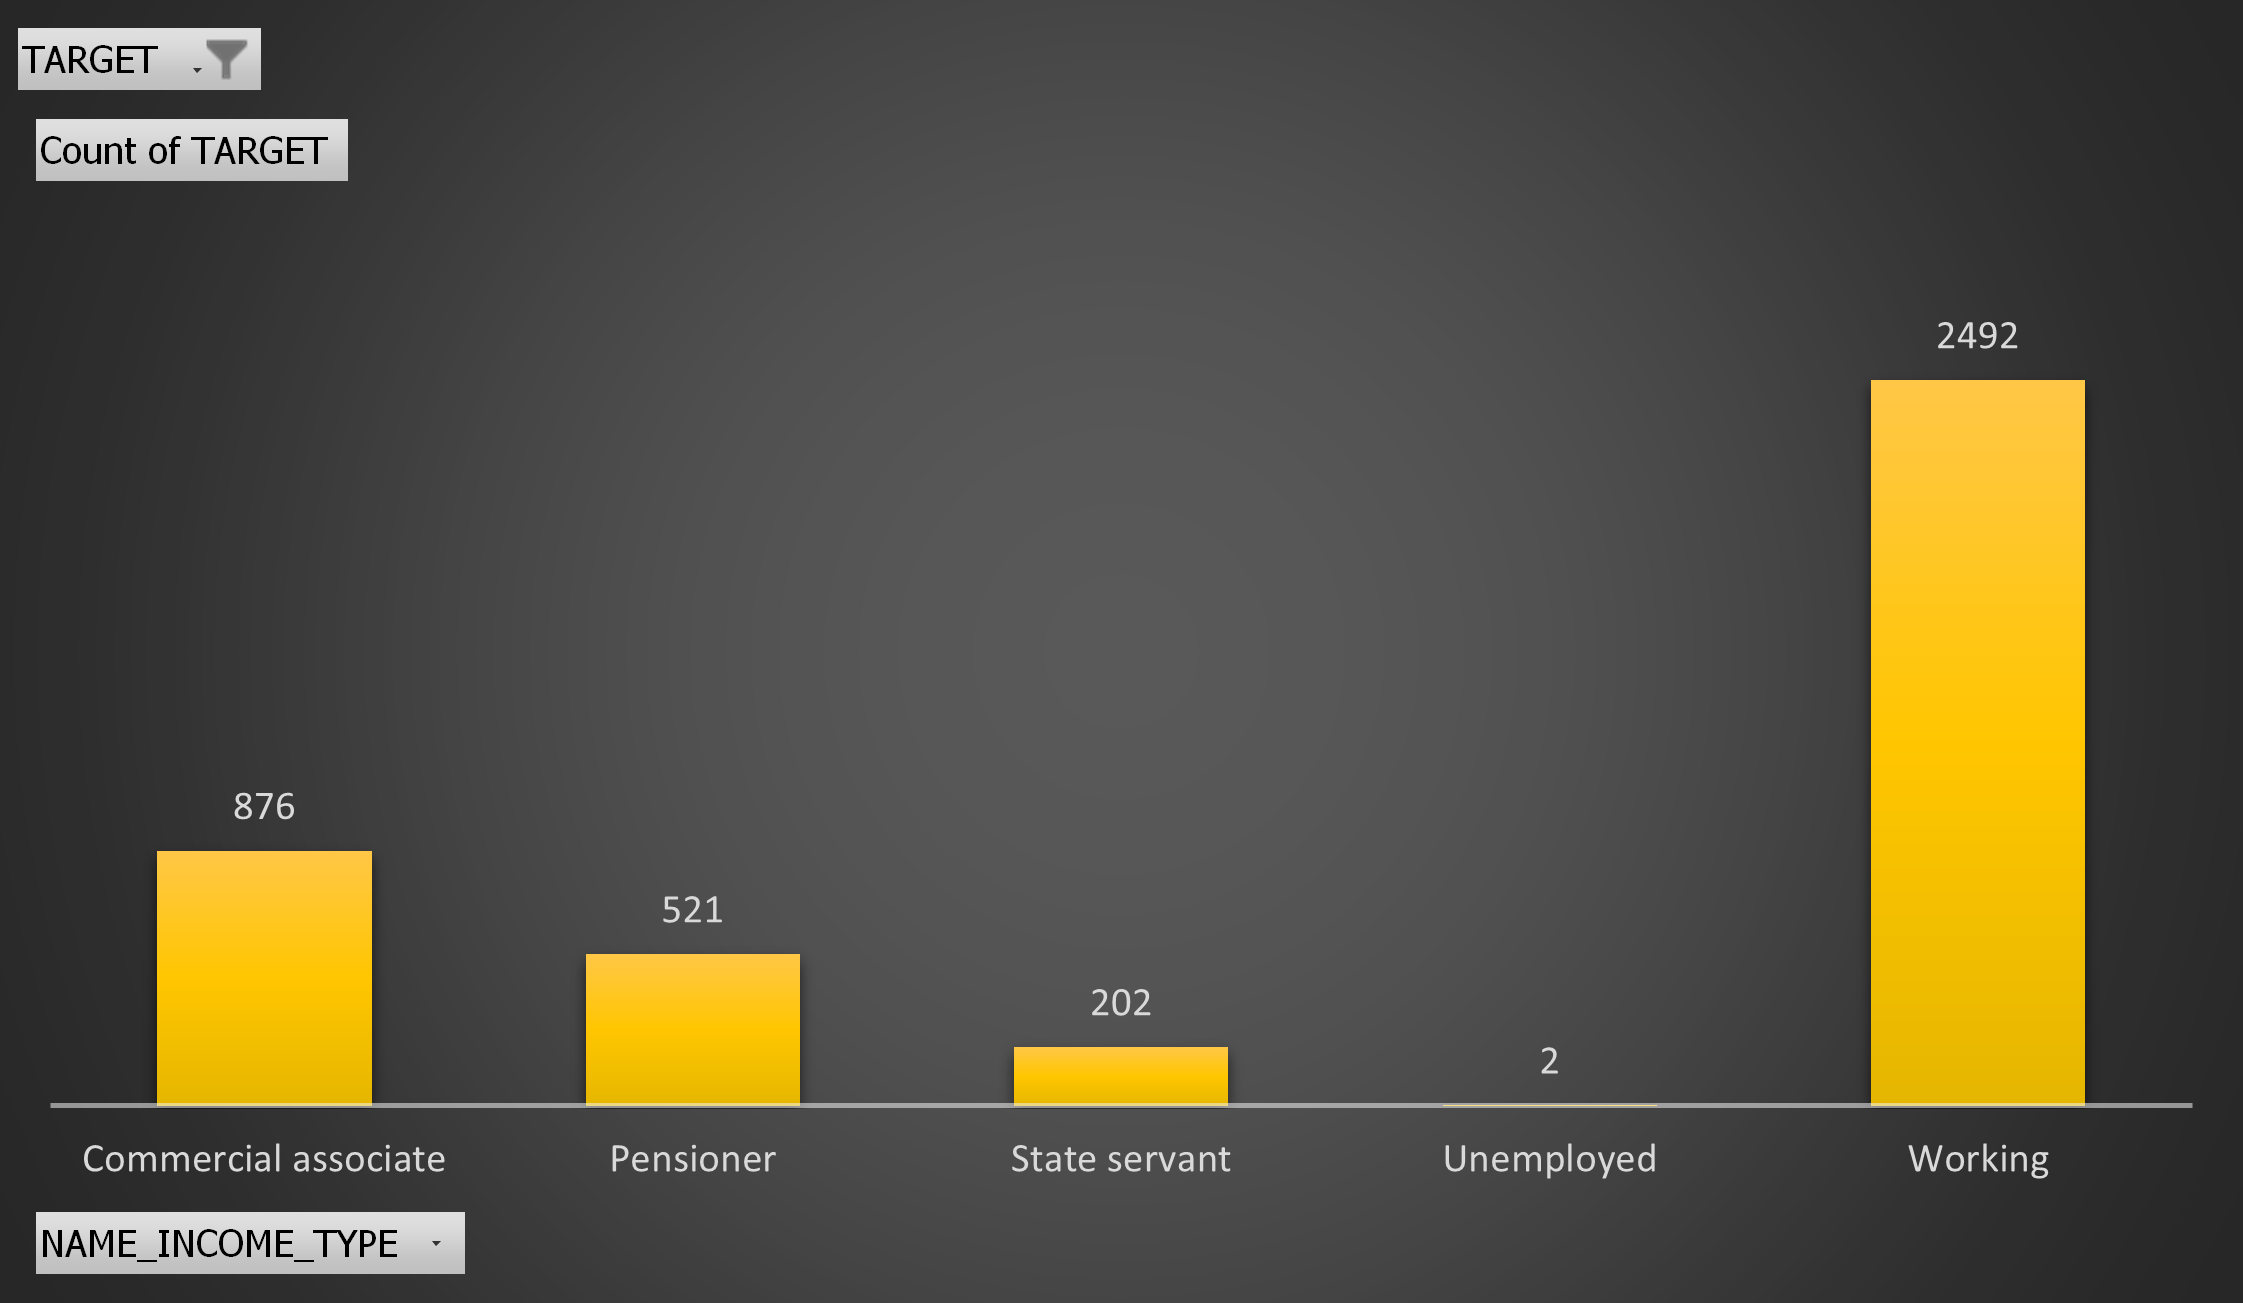 TARGET
Count of TARGET
2492
876
521
202
2
Commercial associate
Pensioner
State servant
Unemployed
Working
NAME_INCOME_TYPE